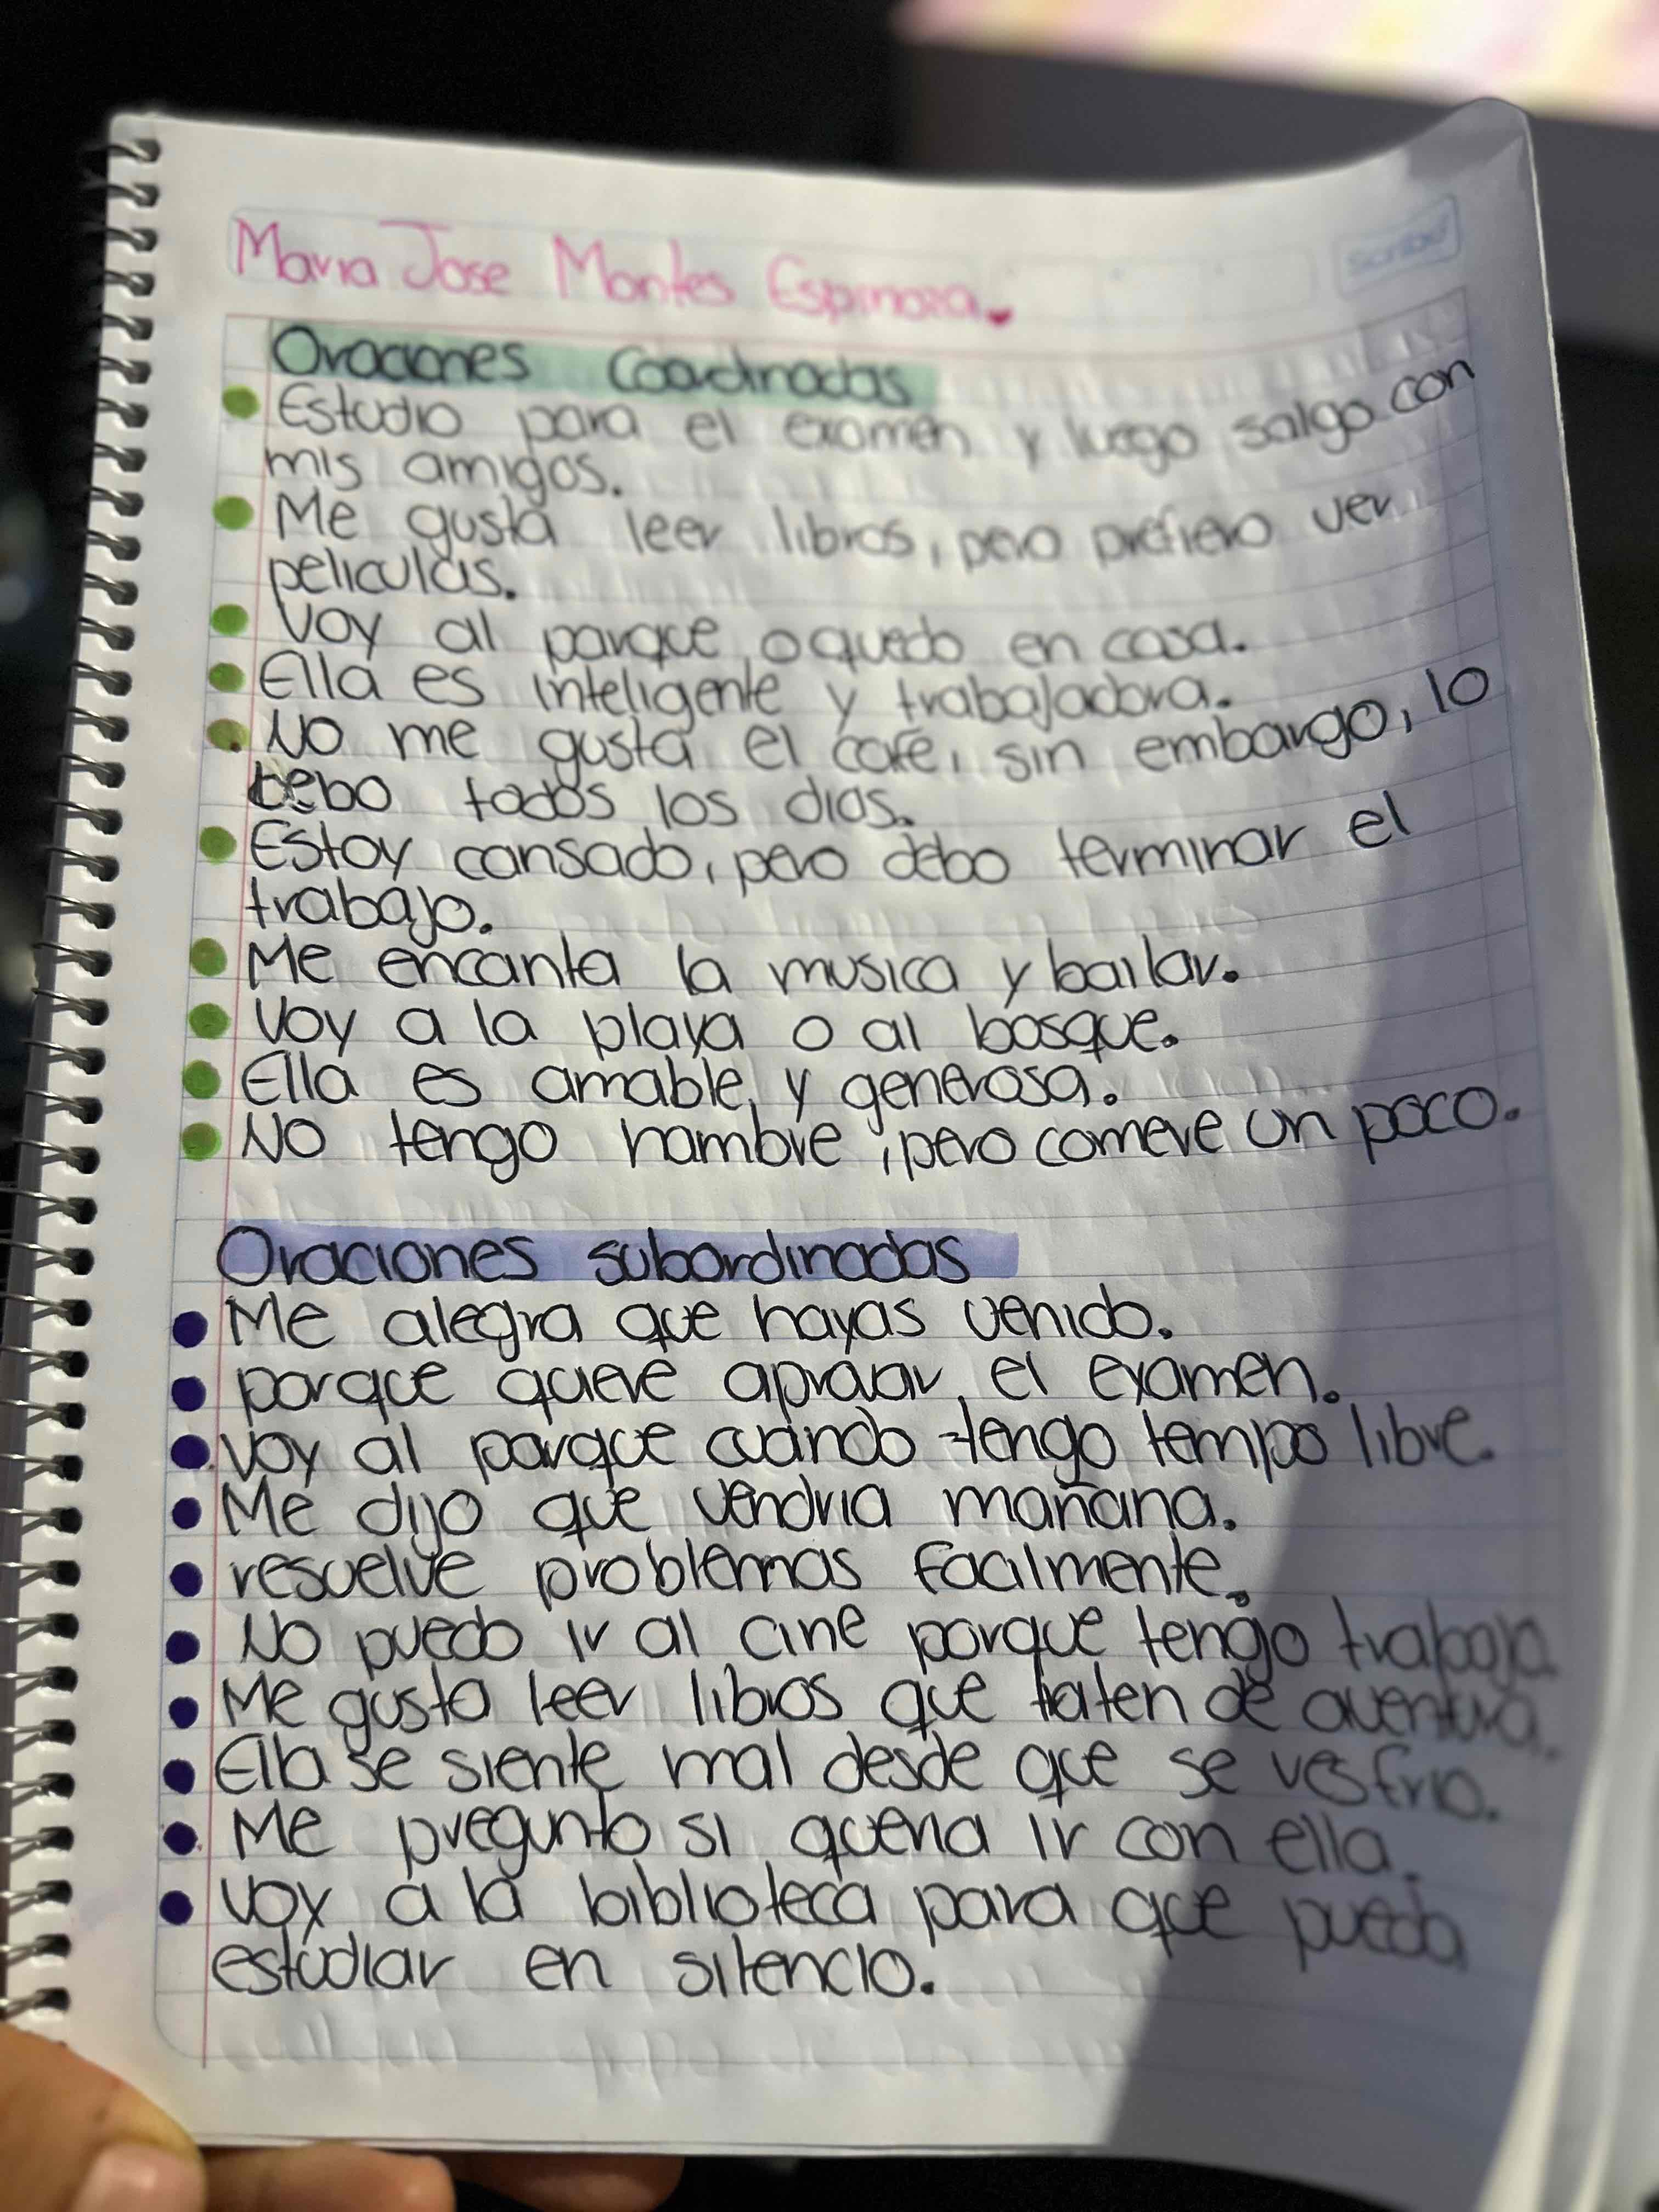 Maria Jose Montes Espinoza.
Scribe
Oraciones Coordinadas
Estudio para el examen y luego salgo con
mis amigos.
Me gusta leer libros, pero prefiero ver
peliculas.
Voy al parque o quedo en casa.
Ella es inteligente y trabajadora.
No me gusta el cafe, sin embargo, lo
bebo todos los dias.
Estoy cansado, pero debo terminar el
trabajo.
Me encanta la musica y bailar.
Voy a la playa o al bosque.
Ella es amable y generosa.
No tengo hambre, pero comere un poco.
Oraciones subordinadas
Me alegra que hayas venido.
porque quiere el examen.
Voy al parque cuando tengo tempo libre.
Me dijo que vendria mañana.
resuelve problemas facilmente.
No puedo ir al cine porque tengo trabajo.
Me gusta leer libros que traten de aventura.
Ella se siente mal desde que se resfrio.
Me pregunto si queria ir con ella.
Voy a la biblioteca para que pueda
estudiar en silencio.